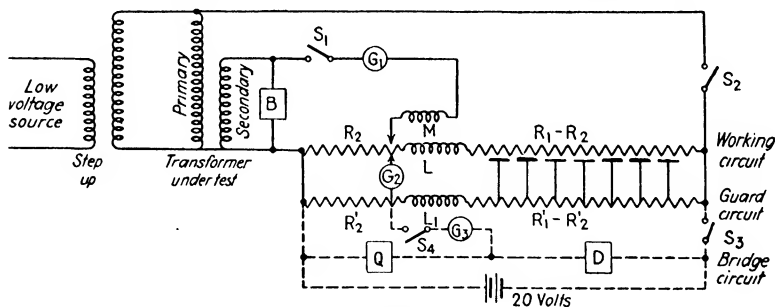 Low
voltage
source
Step
up
Primary
Secondary
Transformer
under test
B
S₁
G₁
S₂
M
R₂
R₁-R₂
L
Working
circuit
G₂
Guard
circuit
R'₂
L₁
G₃
R'₁-R'₂
S₄
S₃
Q
D
Bridge
circuit
20 Volts